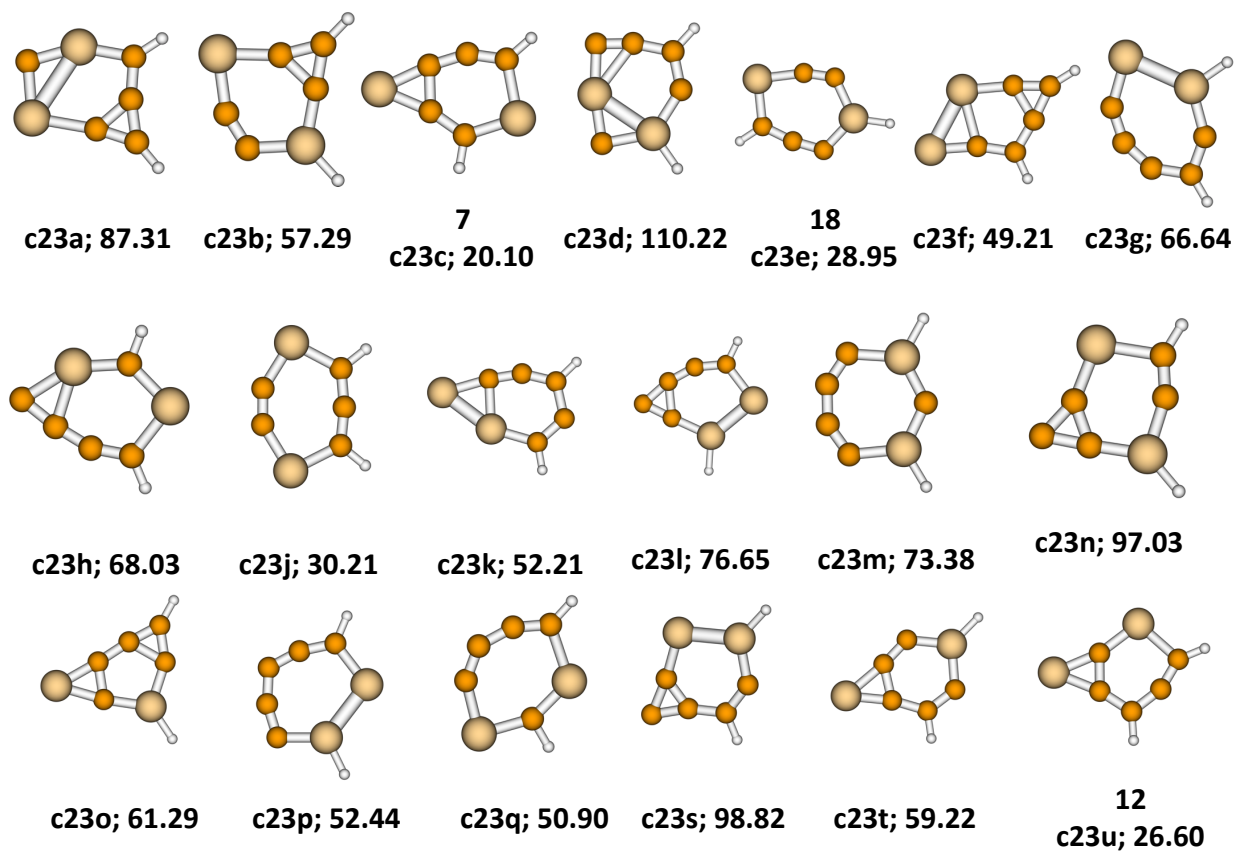 7
18
c23a; 87.31 c23b; 57.29 c23c; 20.10 c23d; 110.22 c23e; 28.95 c23f; 49.21 c23g; 66.64
c23h; 68.03 c23j; 30.21 c23k; 52.21 c23l; 76.65 c23m; 73.38 c23n; 97.03
12
c23o; 61.29 c23p; 52.44 c23q; 50.90 c23s; 98.82 c23t; 59.22 c23u; 26.60